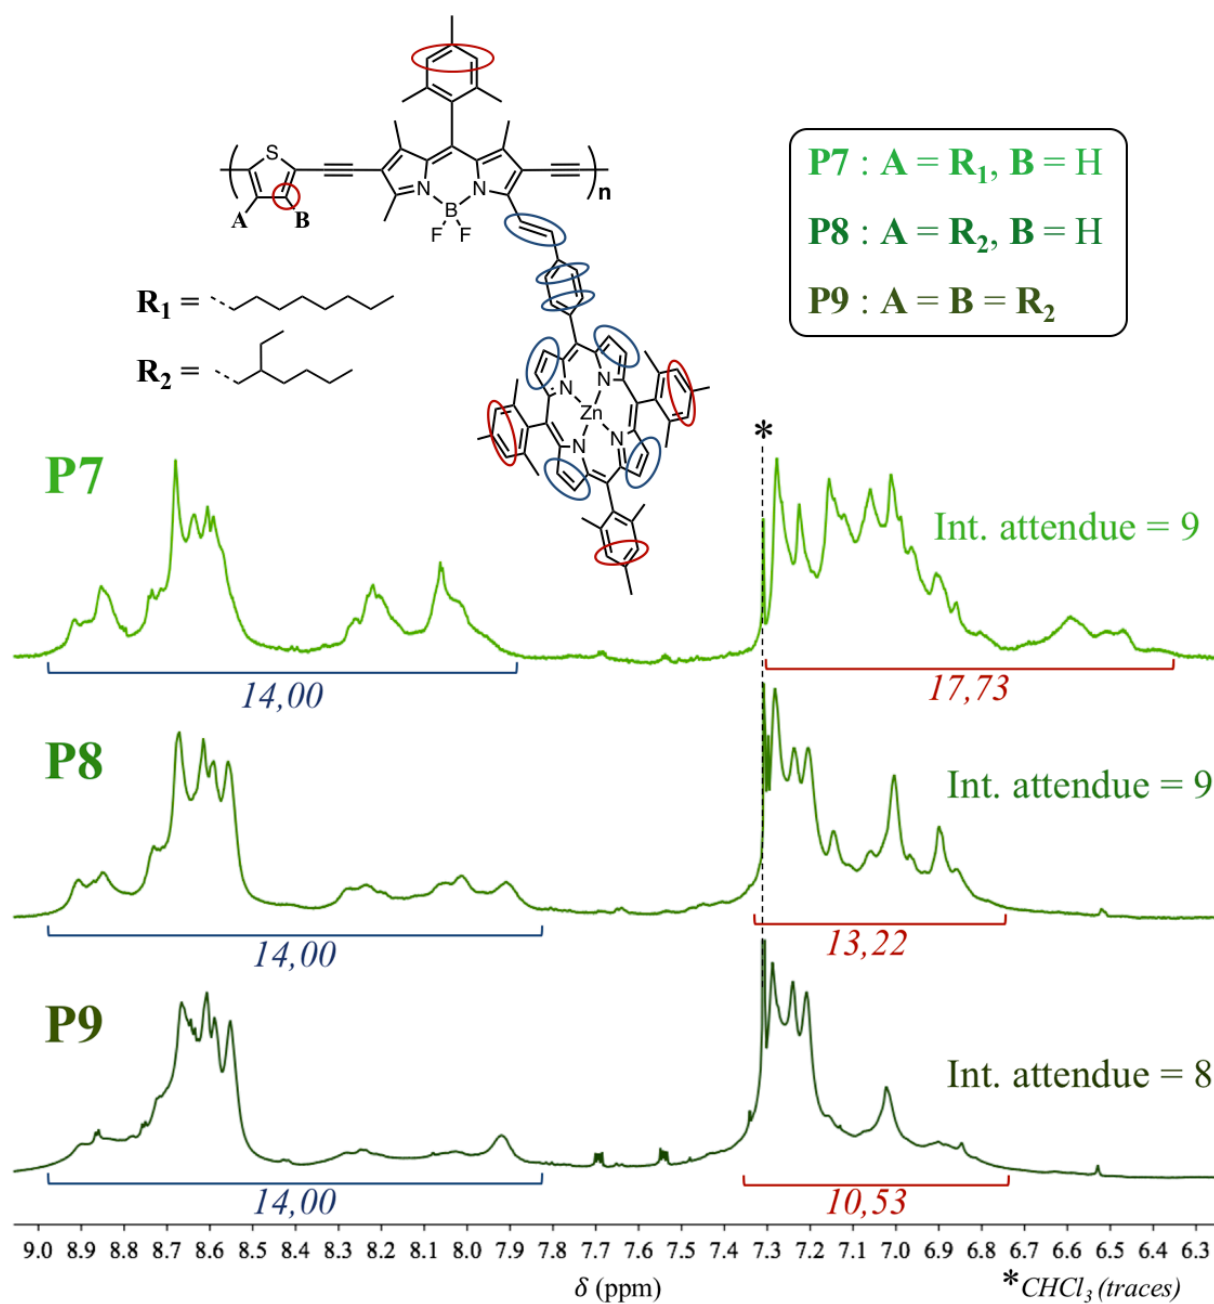 S
N
N
B
F
F
A
B
n
R1 =
R2 =
N
N
Zn
N
N
P7 : A = R1, B = H
P8 : A = R2, B = H
P9 : A = B = R2
*
P7
Int. attendue = 9
14,00
17,73
P8
Int. attendue = 9
14,00
13,22
P9
Int. attendue = 8
14,00
10,53
9.0 8.9 8.8 8.7 8.6 8.5 8.4 8.3 8.2 8.1 8.0 7.9 7.8 7.7 7.6 7.5 7.4 7.3 7.2 7.1 7.0 6.9 6.8 6.7 6.6 6.5 6.4 6.3
δ (ppm)
*CHCl3 (traces)